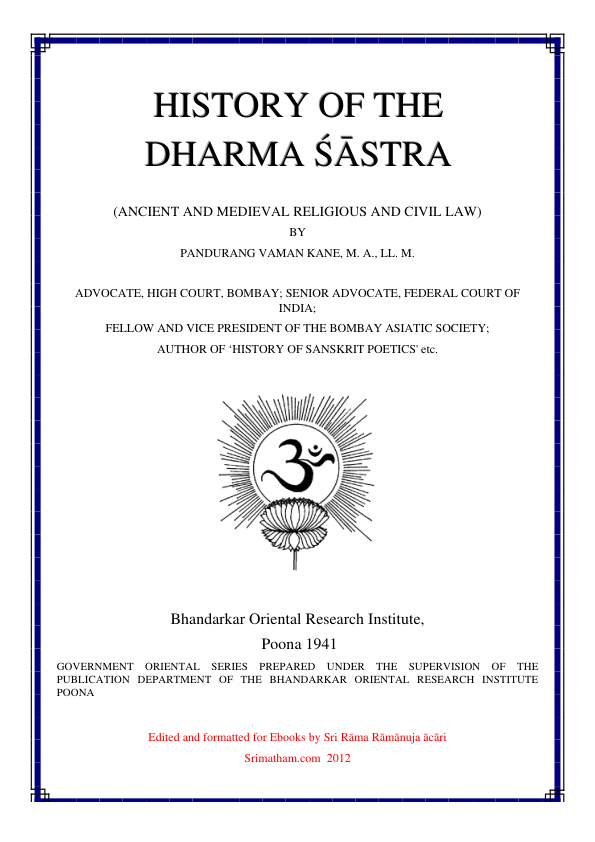 HISTORY OF THE
DHARMA ŚĀSTRA
(ANCIENT AND MEDIEVAL RELIGIOUS AND CIVIL LAW)
BY
PANDURANG VAMAN KANE, M. A., LL. M.
ADVOCATE, HIGH COURT, BOMBAY; SENIOR ADVOCATE, FEDERAL COURT OF
INDIA;
FELLOW AND VICE PRESIDENT OF THE BOMBAY ASIATIC SOCIETY;
AUTHOR OF ‘HISTORY OF SANSKRIT POETICS' etc.
ॐ
Bhandarkar Oriental Research Institute,
Poona 1941
GOVERNMENT ORIENTAL SERIES PREPARED UNDER THE SUPERVISION OF THE
PUBLICATION DEPARTMENT OF THE BHANDARKAR ORIENTAL RESEARCH INSTITUTE
POONA
Edited and formatted for Ebooks by Sri Rāma Rāmānuja ācāri
Srimatham.com 2012